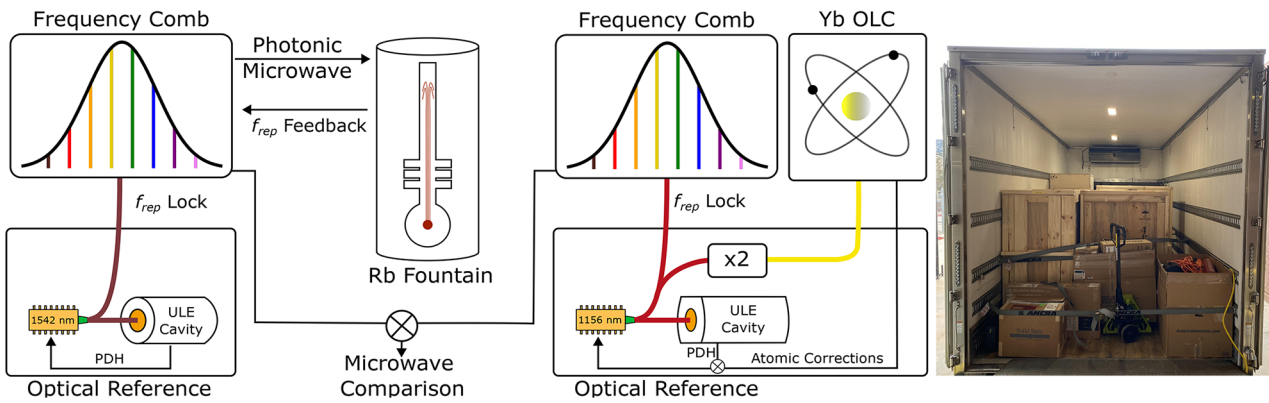 Frequency Comb
Photonic
Microwave
f_rep Feedback
Rb Fountain
f_rep Lock
1542 nm
ULE
Cavity
PDH
Optical Reference
Microwave
Comparison
Frequency Comb
Yb OLC
f_rep Lock
x2
1156 nm
ULE
Cavity
PDH
Atomic Corrections
Optical Reference